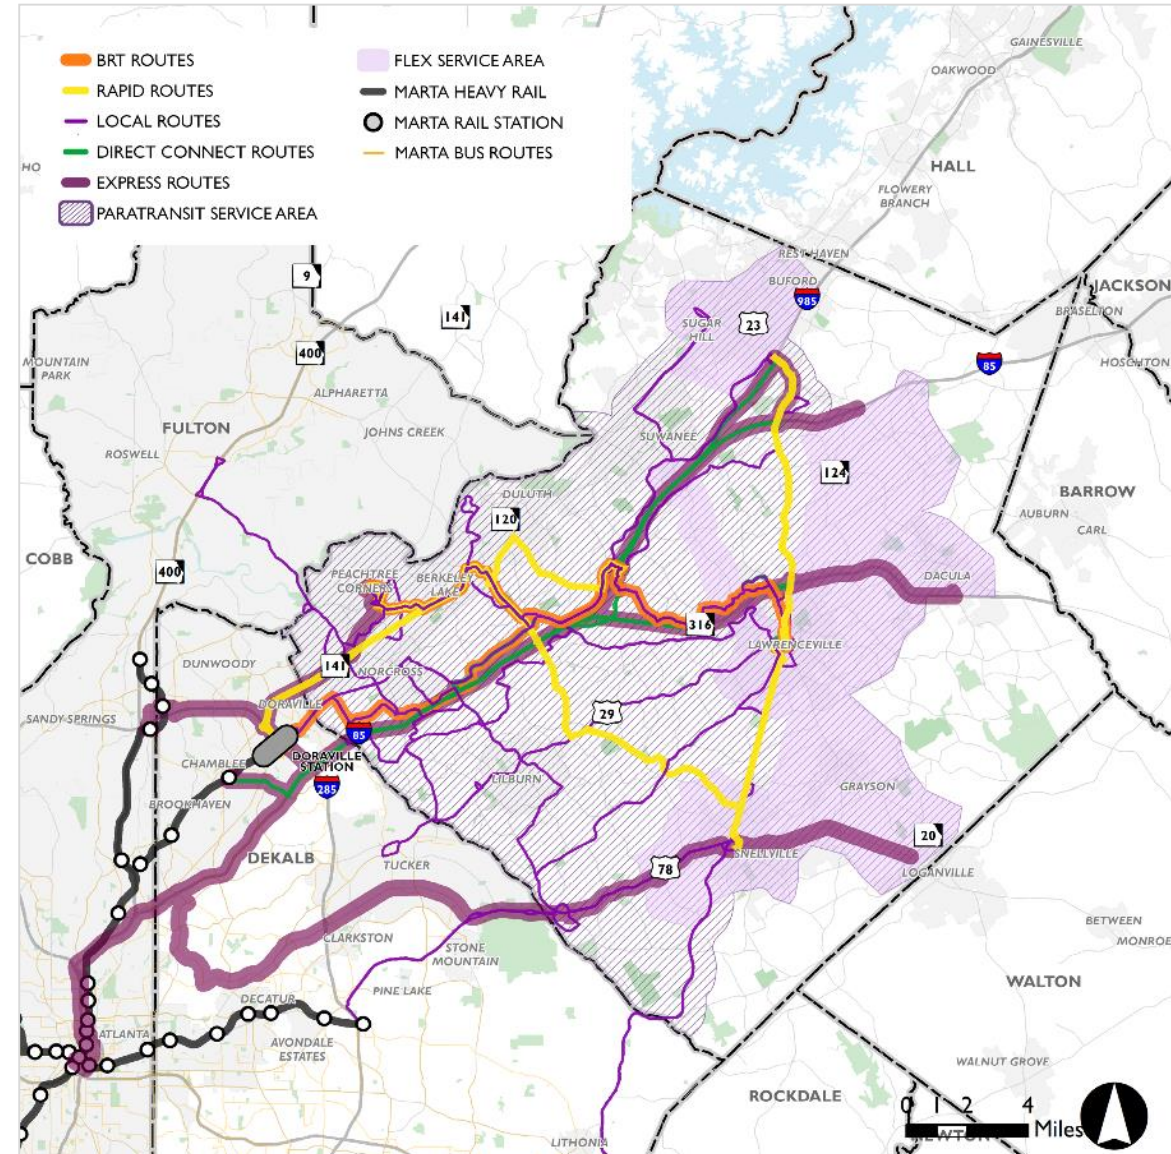 BRT ROUTES
RAPID ROUTES
LOCAL ROUTES
DIRECT CONNECT ROUTES
EXPRESS ROUTES
PARATRANSIT SERVICE AREA
FLEX SERVICE AREA
MARTA HEAVY RAIL
MARTA RAIL STATION
MARTA BUS ROUTES
GAINESVILLE
OAKWOOD
HO
HALL
FLOWERY
BRANCH
REST HAVEN
9
BUFORD
985
JACKSON
141
SUGAR
HILL
23
BRASELTON
400
MOUNTAIN
PARK
85
HOSCHTON
ALPHARETTA
FULTON
JOHNS CREEK
SUWANEE
ROSWELL
124
DULUTH
BARROW
120
AUBURN
CARL
COBB
400
PEACHTREE
CORNERS
BERKELEY
LAKE
DACULA
316
LAWRENCEVILLE
DUNWOODY
141
NORCROSS
DORAVILLE
SANDY SPRINGS
29
85
DORAVILLE
STATION
CHAMBLEE
LILBURN
285
GRAYSON
BROOKHAVEN
20
DEKALB
TUCKER
SNELLVILLE
78
LOGANVILLE
BETWEEN
CLARKSTON
MONROE
STONE
MOUNTAIN
WALTON
PINE LAKE
DECATUR
ATLANTA
AVONDALE
ESTATES
WALNUT GROVE
ROCKDALE
0 1 2 4
Miles
LITHONIA